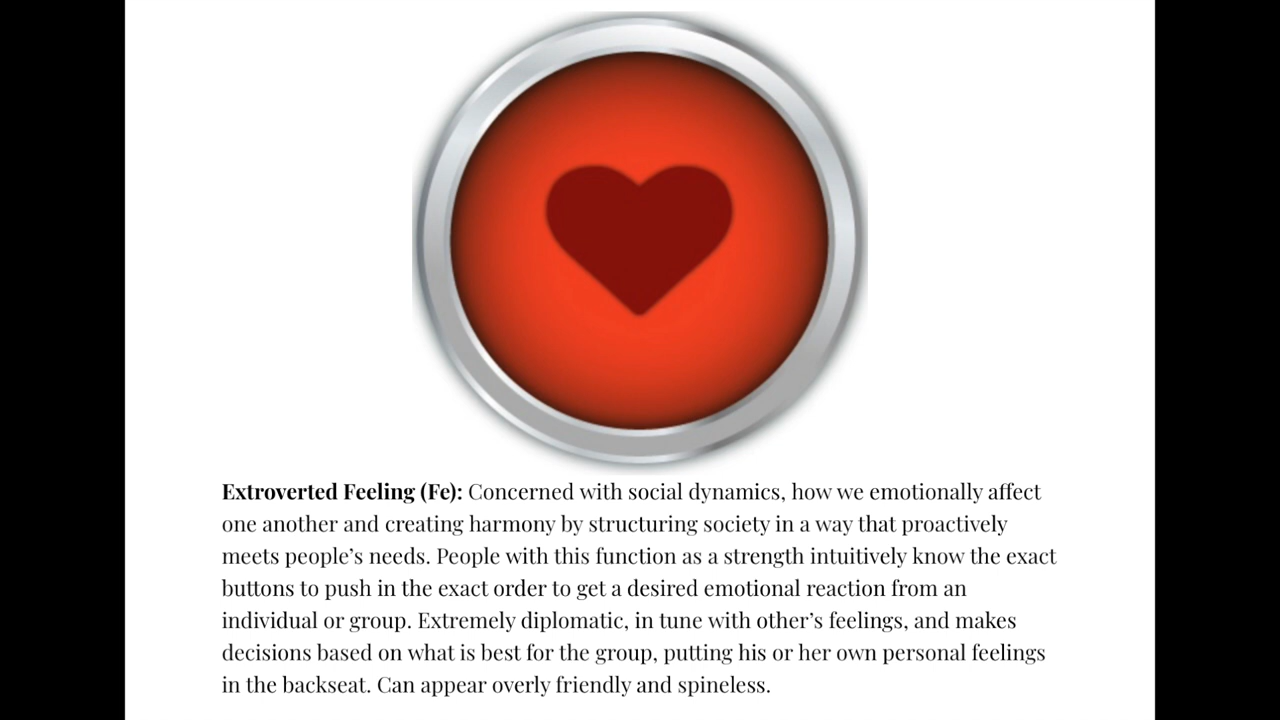 Extroverted Feeling (Fe): Concerned with social dynamics, how we emotionally affect
one another and creating harmony by structuring society in a way that proactively
meets people’s needs. People with this function as a strength intuitively know the exact
buttons to push in the exact order to get a desired emotional reaction from an
individual or group. Extremely diplomatic, in tune with other’s feelings, and makes
decisions based on what is best for the group, putting his or her own personal feelings
in the backseat. Can appear overly friendly and spineless.